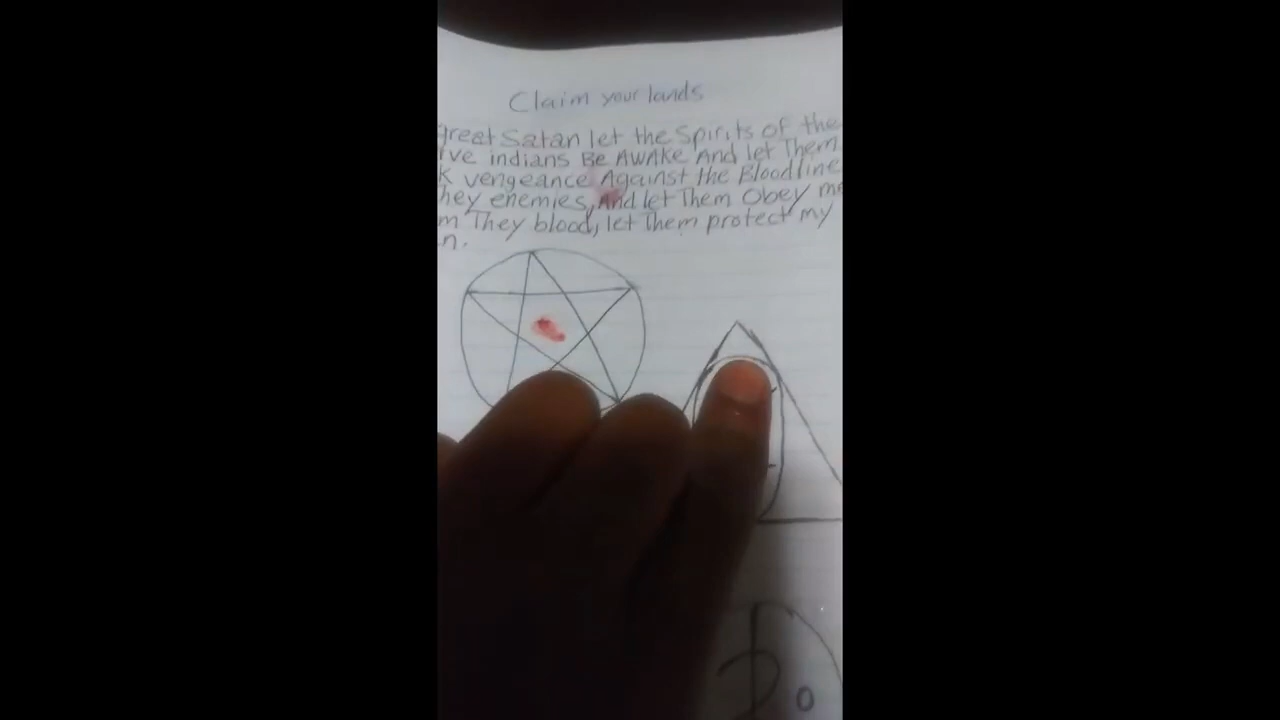 Claim your lands
great Satan let the Spirits of the
ive indians Be AWAKE And let Them
K vengeance Against the Bloodline
hey enemies, And let Them Obey me
m They blood, let Them protect my
n.